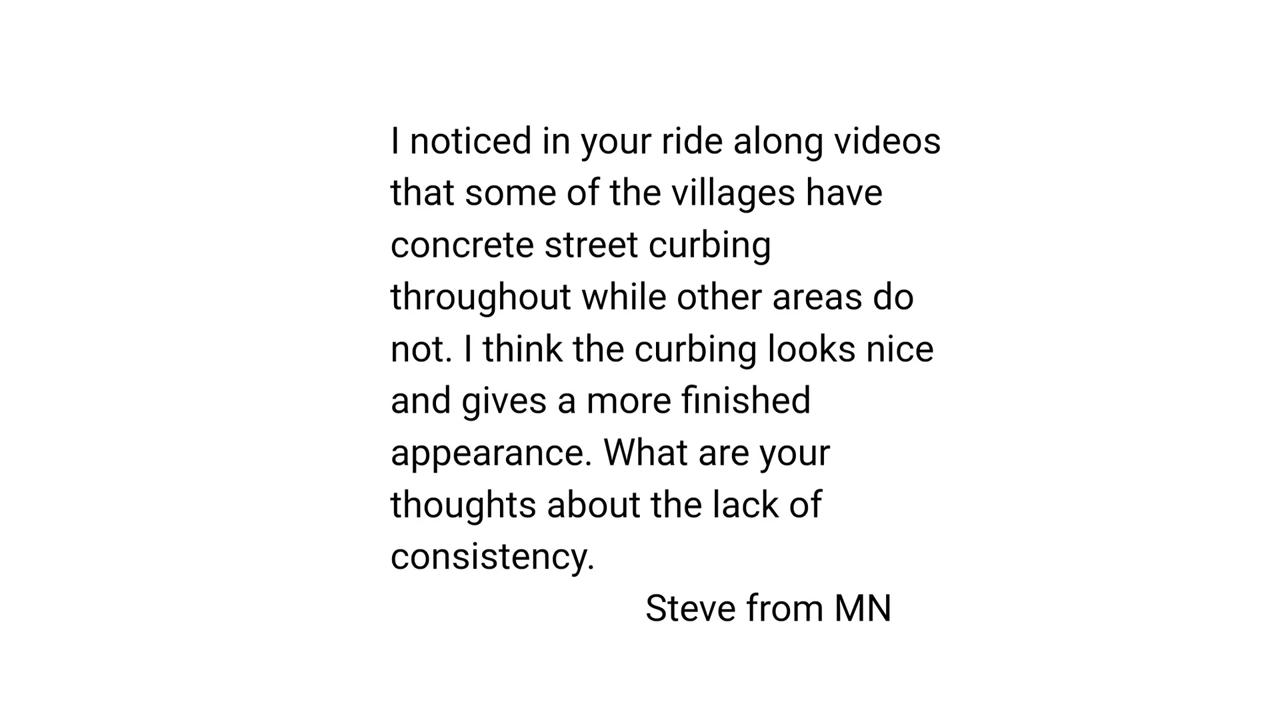 I noticed in your ride along videos
that some of the villages have
concrete street curbing
throughout while other areas do
not. I think the curbing looks nice
and gives a more finished
appearance. What are your
thoughts about the lack of
consistency.
Steve from MN